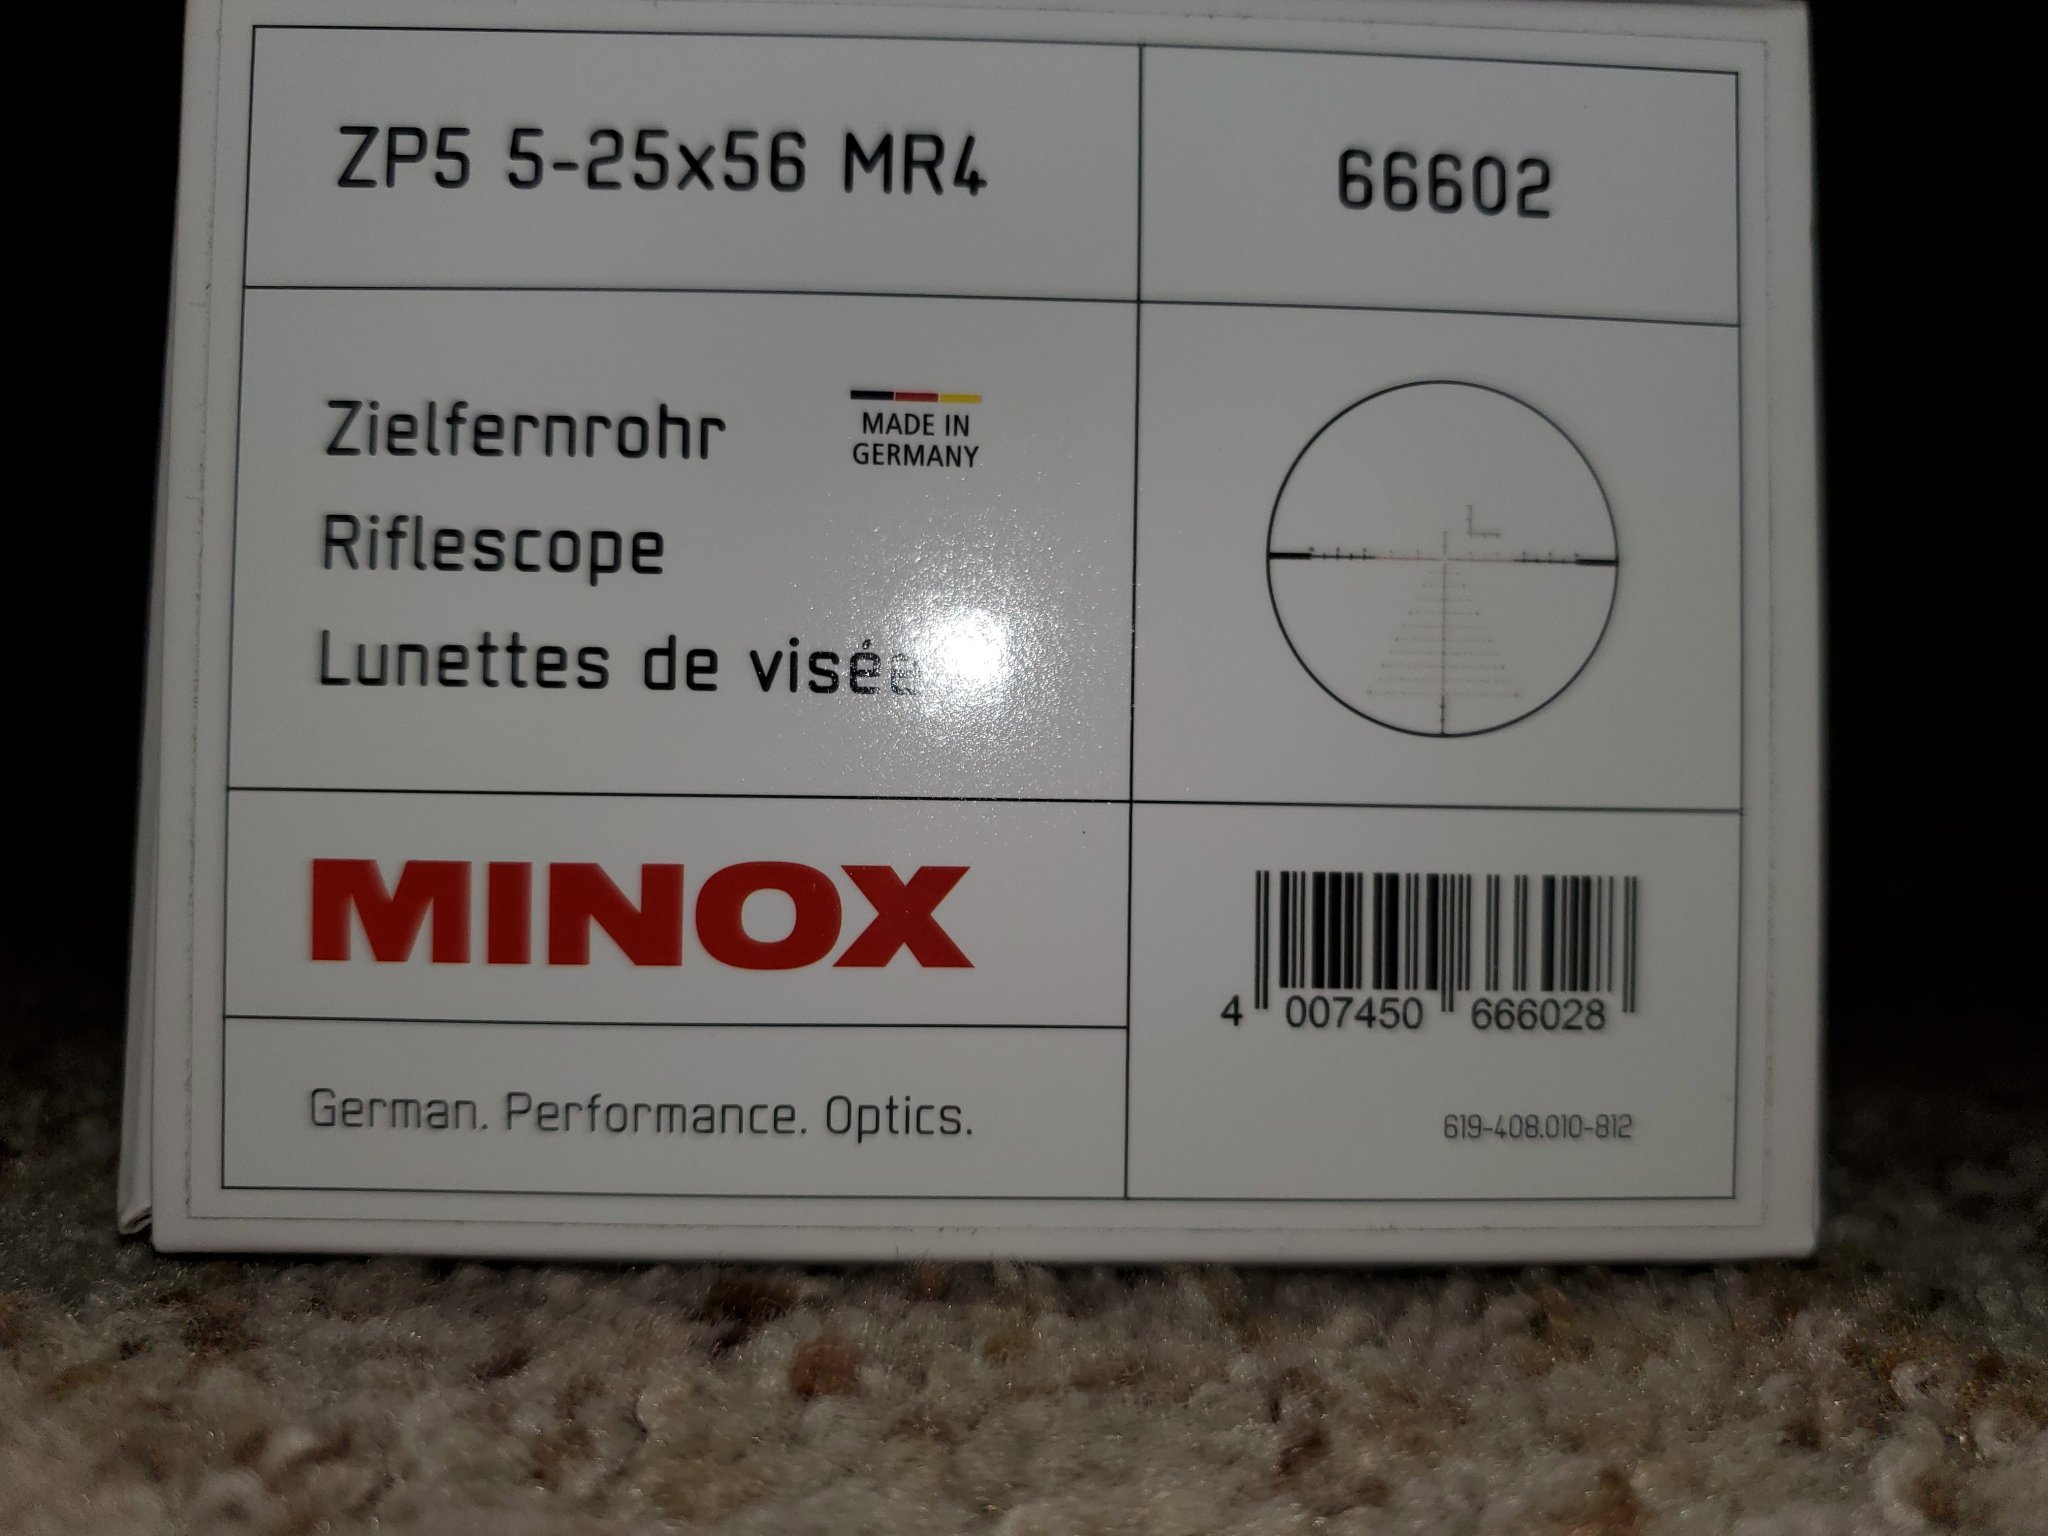 ZP5 5-25x56 MR4
66602
Zielfernrohr
MADE IN
GERMANY
Riflescope
Lunettes de visée
MINOX
4 007450 666028
German. Performance. Optics.
619-408.010-812